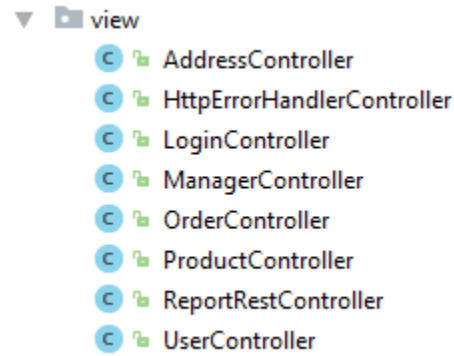 view
C AddressController
C HttpErrorHandlerController
C LoginController
C ManagerController
C OrderController
C ProductController
C ReportRestController
C UserController